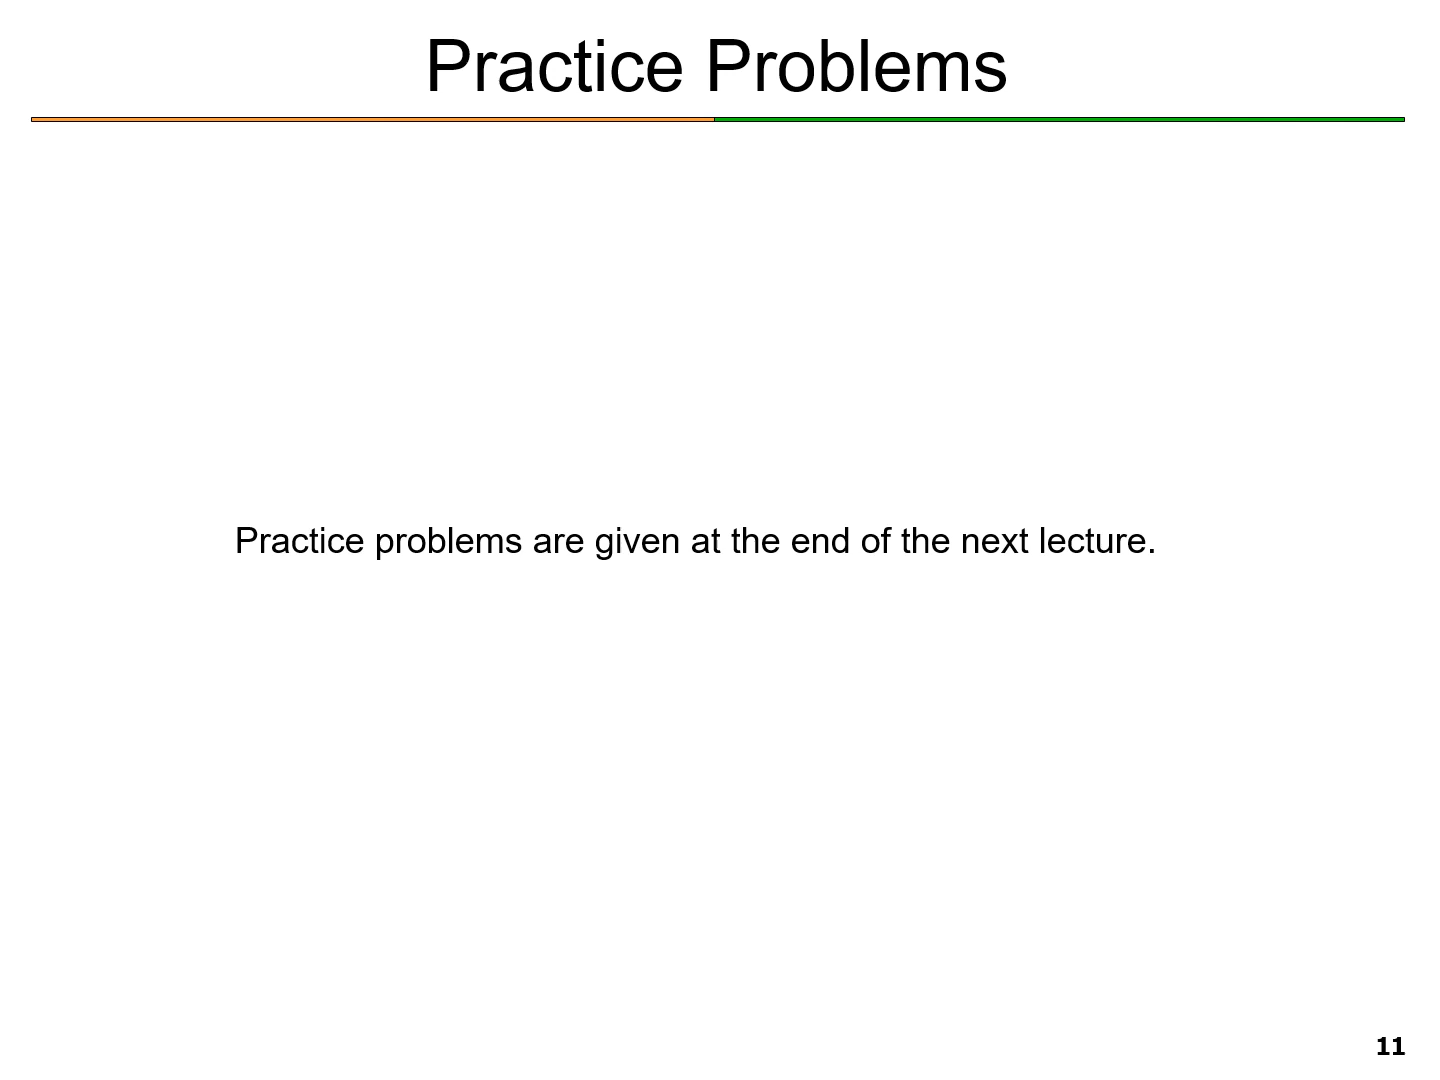 Practice Problems
Practice problems are given at the end of the next lecture.
11